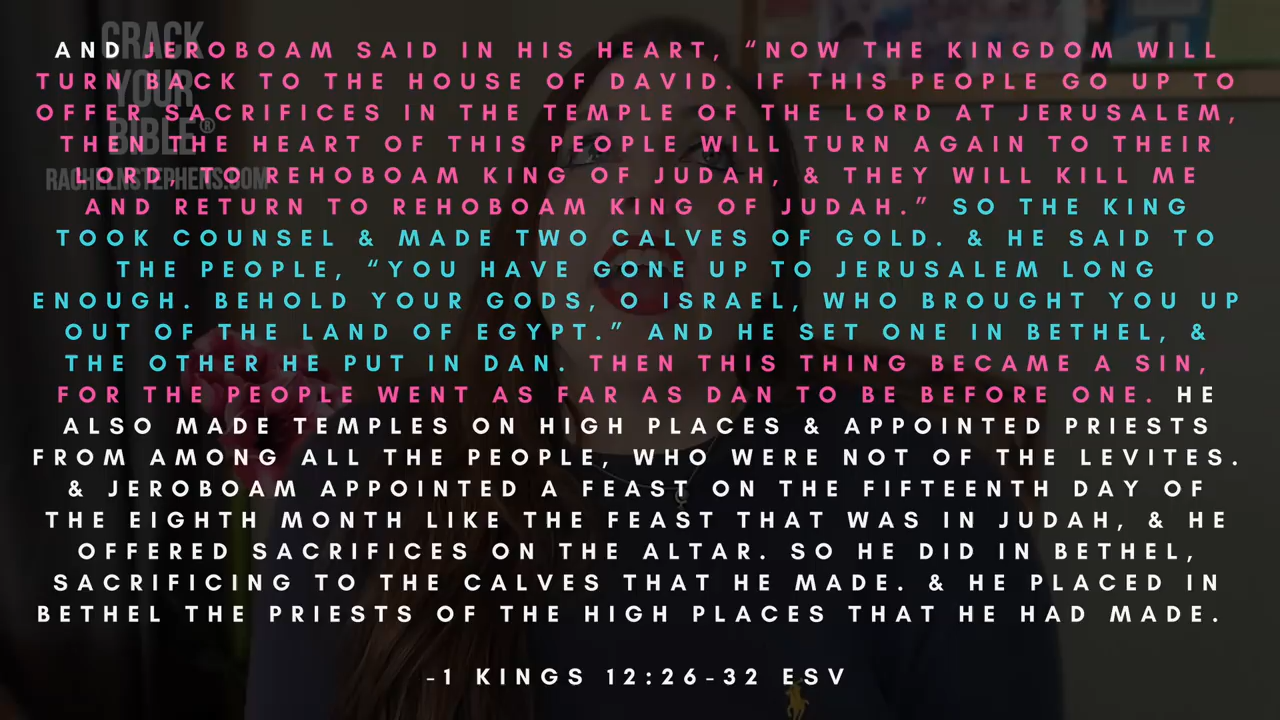 CRACK
YOUR
BIBLE®
RACHELNSTEPHENS.COM
AND JEROBOAM SAID IN HIS HEART, “NOW THE KINGDOM WILL
TURN BACK TO THE HOUSE OF DAVID. IF THIS PEOPLE GO UP TO
OFFER SACRIFICES IN THE TEMPLE OF THE LORD AT JERUSALEM,
THEN THE HEART OF THIS PEOPLE WILL TURN AGAIN TO THEIR
LORD, TO REHOBOAM KING OF JUDAH, & THEY WILL KILL ME
AND RETURN TO REHOBOAM KING OF JUDAH.” SO THE KING
TOOK COUNSEL & MADE TWO CALVES OF GOLD. & HE SAID TO
THE PEOPLE, “YOU HAVE GONE UP TO JERUSALEM LONG
ENOUGH. BEHOLD YOUR GODS, O ISRAEL, WHO BROUGHT YOU UP
OUT OF THE LAND OF EGYPT.” AND HE SET ONE IN BETHEL, &
THE OTHER HE PUT IN DAN. THEN THIS THING BECAME A SIN,
FOR THE PEOPLE WENT AS FAR AS DAN TO BE BEFORE ONE. HE
ALSO MADE TEMPLES ON HIGH PLACES & APPOINTED PRIESTS
FROM AMONG ALL THE PEOPLE, WHO WERE NOT OF THE LEVITES.
& JEROBOAM APPOINTED A FEAST ON THE FIFTEENTH DAY OF
THE EIGHTH MONTH LIKE THE FEAST THAT WAS IN JUDAH, & HE
OFFERED SACRIFICES ON THE ALTAR. SO HE DID IN BETHEL,
SACRIFICING TO THE CALVES THAT HE MADE. & HE PLACED IN
BETHEL THE PRIESTS OF THE HIGH PLACES THAT HE HAD MADE.
-1 KINGS 12:26-32 ESV